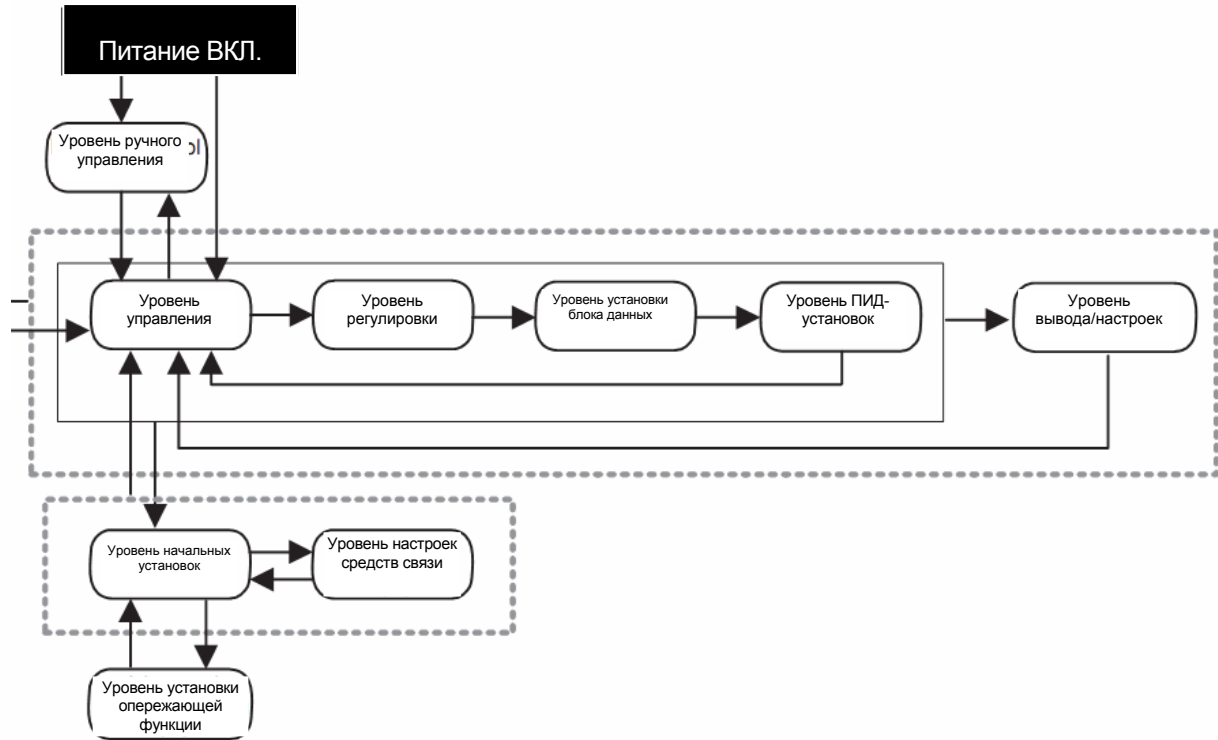 Питание ВКЛ.
Уровень ручного
управления
ol
Уровень
управления
Уровень
регулировки
Уровень установки
блока данных
Уровень ПИД-
установок
Уровень
вывода/настроек
Уровень начальных
установок
Уровень настроек
средств связи
Уровень установки
опережающей
функции